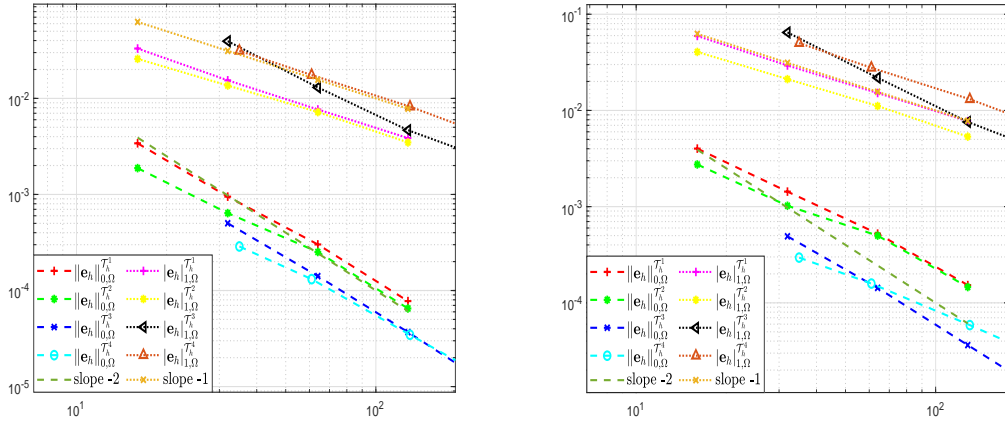 10^{-2}
10^{-3}
10^{-4}
10^{-5}
10^{1}
10^{2}
‖e_h‖_{0,Ω}^{𝒯_h^1} |e_h|_{1,Ω}^{𝒯_h^1}
‖e_h‖_{0,Ω}^{𝒯_h^2} |e_h|_{1,Ω}^{𝒯_h^2}
‖e_h‖_{0,Ω}^{𝒯_h^3} |e_h|_{1,Ω}^{𝒯_h^3}
‖e_h‖_{0,Ω}^{𝒯_h^4} |e_h|_{1,Ω}^{𝒯_h^4}
slope -2 slope -1
10^{-1}
10^{-2}
10^{-3}
10^{-4}
10^{1}
10^{2}
‖e_h‖_{0,Ω}^{𝒯_h^1} |e_h|_{1,Ω}^{𝒯_h^1}
‖e_h‖_{0,Ω}^{𝒯_h^2} |e_h|_{1,Ω}^{𝒯_h^2}
‖e_h‖_{0,Ω}^{𝒯_h^3} |e_h|_{1,Ω}^{𝒯_h^3}
‖e_h‖_{0,Ω}^{𝒯_h^4} |e_h|_{1,Ω}^{𝒯_h^4}
slope -2 slope -1